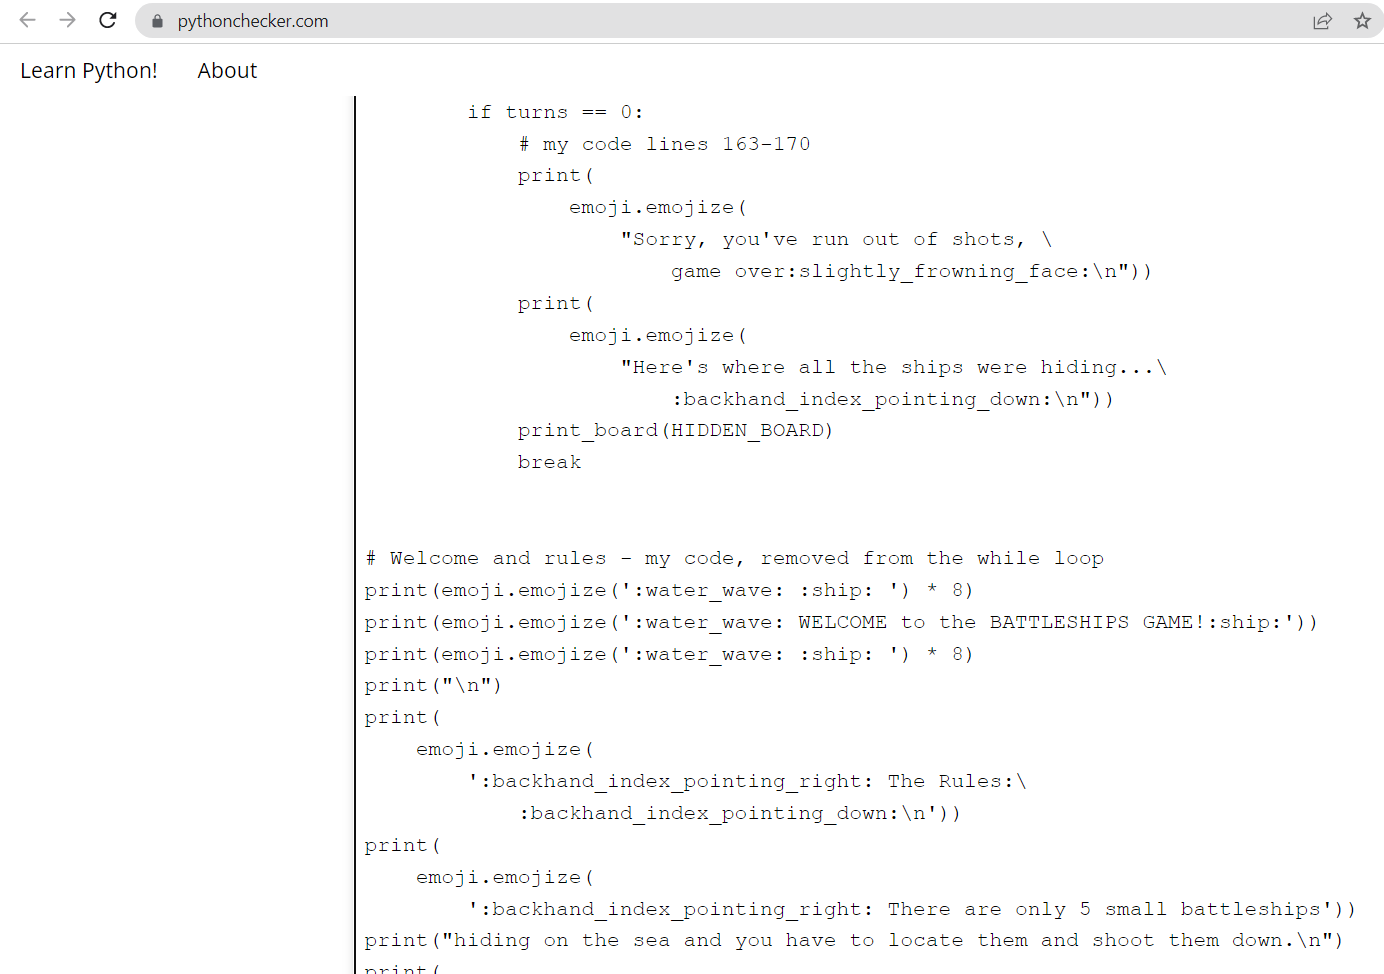 pythonchecker.com
Learn Python! About
if turns == 0:
# my code lines 163-170
print(
emoji.emojize(
"Sorry, you've run out of shots, \
game over:slightly_frowning_face:\n"))
print(
emoji.emojize(
"Here's where all the ships were hiding...\
:backhand_index_pointing_down:\n"))
print_board(HIDDEN_BOARD)
break
# Welcome and rules - my code, removed from the while loop
print(emoji.emojize(':water_wave: :ship: ') * 8)
print(emoji.emojize(':water_wave: WELCOME to the BATTLESHIPS GAME!:ship:'))
print(emoji.emojize(':water_wave: :ship: ') * 8)
print("\n")
print(
emoji.emojize(
':backhand_index_pointing_right: The Rules:\
:backhand_index_pointing_down:\n'))
print(
emoji.emojize(
':backhand_index_pointing_right: There are only 5 small battleships'))
print("hiding on the sea and you have to locate them and shoot them down.\n")
print(